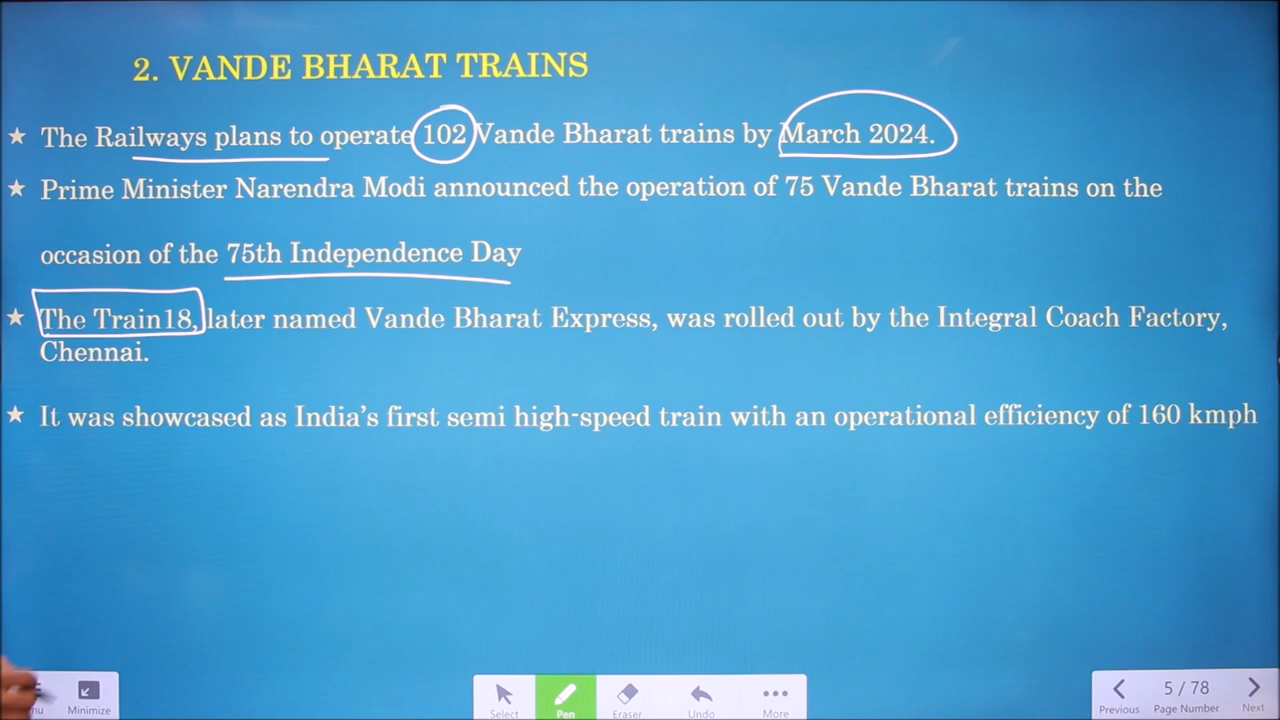 2. VANDE BHARAT TRAINS
★ The Railways plans to operate 102 Vande Bharat trains by March 2024.
★ Prime Minister Narendra Modi announced the operation of 75 Vande Bharat trains on the
occasion of the 75th Independence Day
★ The Train18, later named Vande Bharat Express, was rolled out by the Integral Coach Factory,
Chennai.
★ It was showcased as India's first semi high-speed train with an operational efficiency of 160 kmph
nu Minimize Select Pen Eraser Undo More Previous 5 / 78 Page Number Next